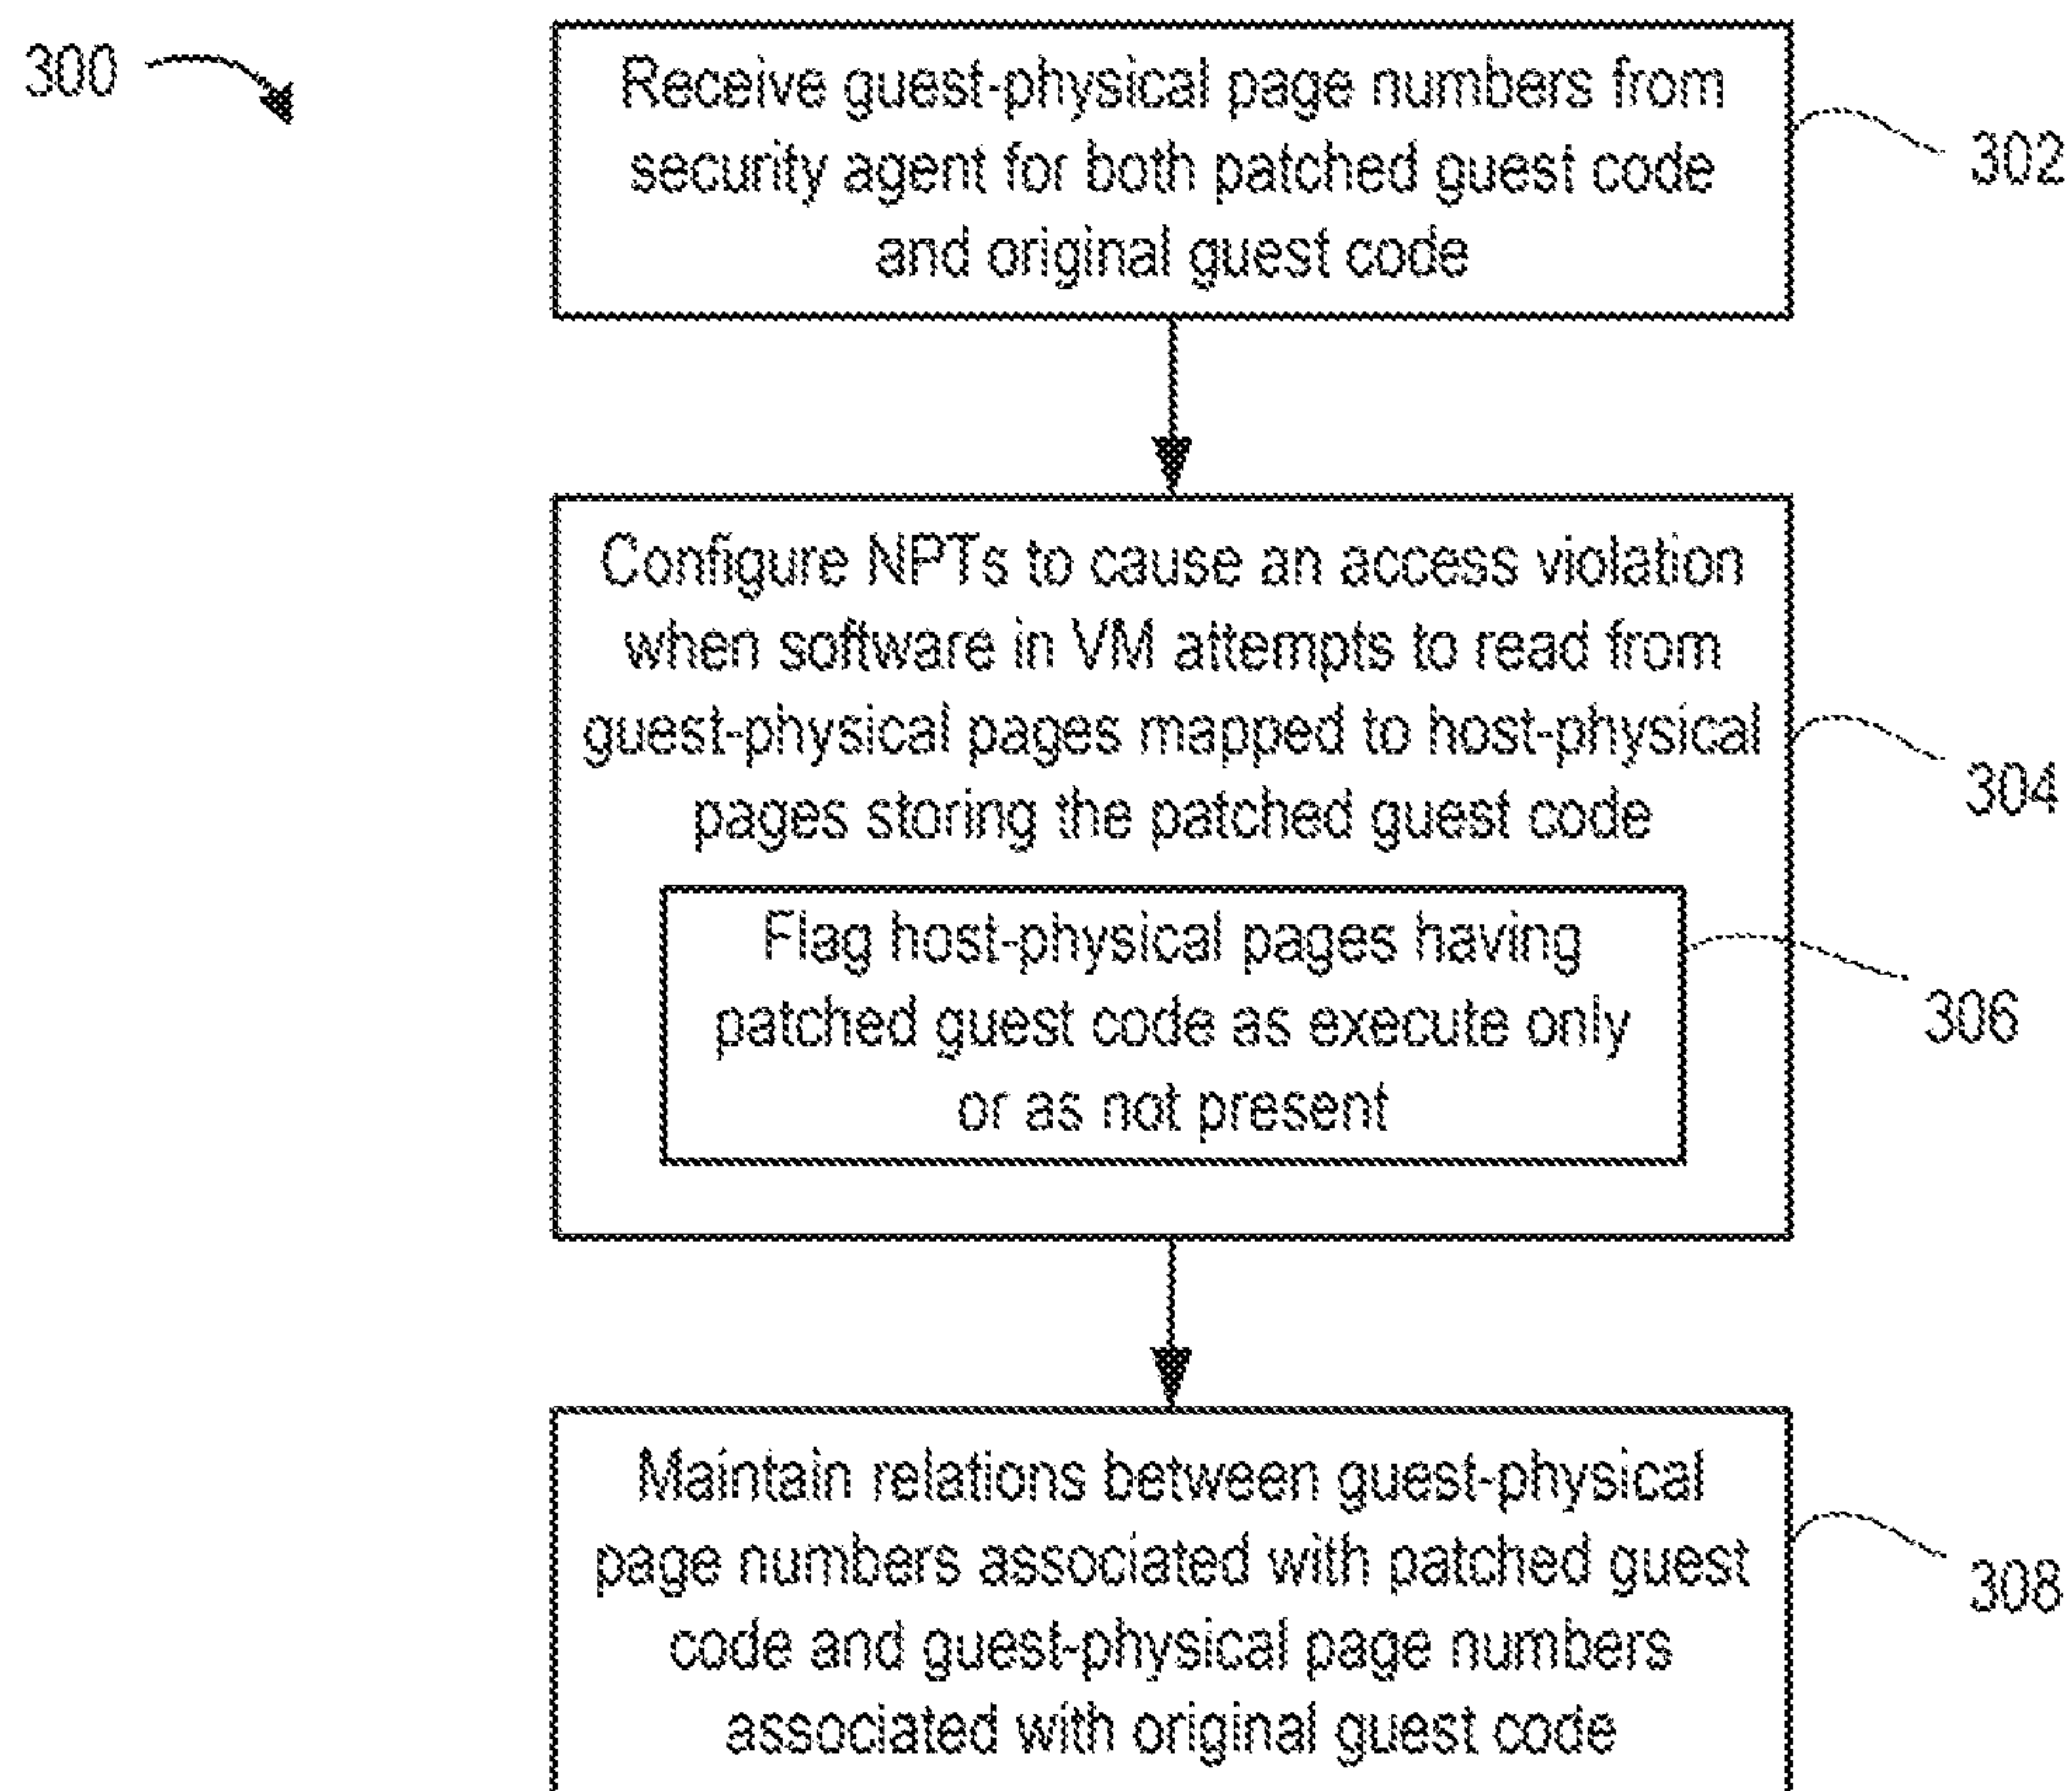 300
Receive guest-physical page numbers from
security agent for both patched guest code
and original guest code
302
Configure NPTs to cause an access violation
when software in VM attempts to read from
guest-physical pages mapped to host-physical
pages storing the patched guest code
304
Flag host-physical pages having
patched guest code as execute only
or as not present
306
Maintain relations between guest-physical
page numbers associated with patched guest
code and guest-physical page numbers
associated with original guest code
308